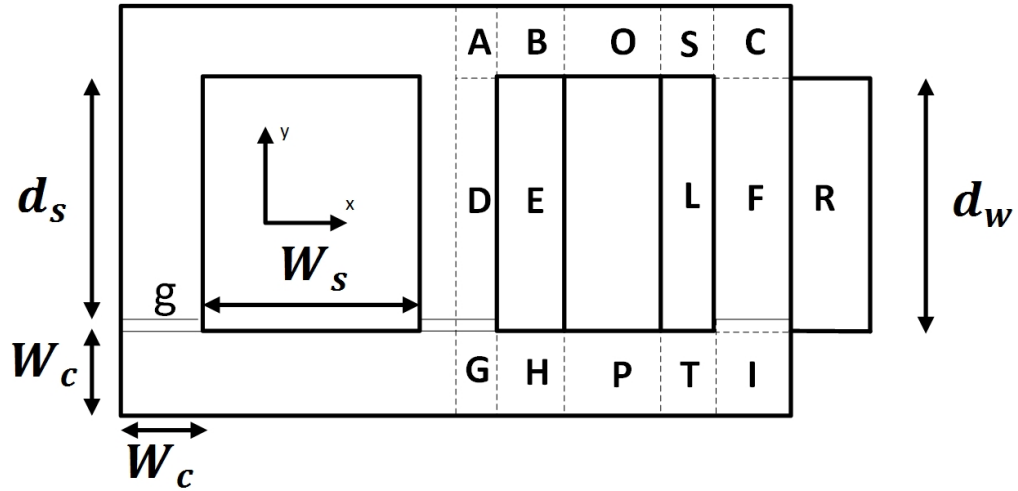 A B O S C
y
d_s D E L F R d_w
x
W_s
g
W_c G H P T I
W_c